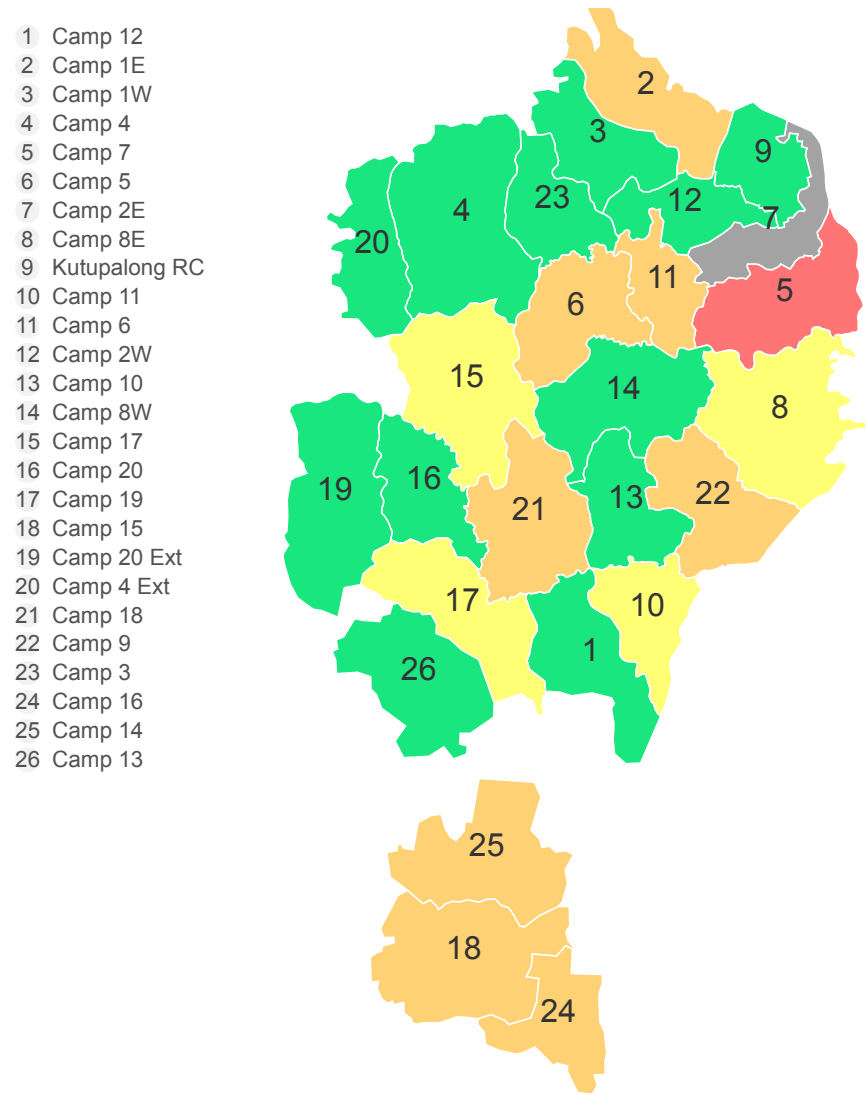 1 Camp 12
2 Camp 1E
3 Camp 1W
4 Camp 4
5 Camp 7
6 Camp 5
7 Camp 2E
8 Camp 8E
9 Kutupalong RC
10 Camp 11
11 Camp 6
12 Camp 2W
13 Camp 10
14 Camp 8W
15 Camp 17
16 Camp 20
17 Camp 19
18 Camp 15
19 Camp 20 Ext
20 Camp 4 Ext
21 Camp 18
22 Camp 9
23 Camp 3
24 Camp 16
25 Camp 14
26 Camp 13
2
3
9
23
12
4
7
20
11
5
6
15
14
8
16
19
13
22
21
17
10
1
26
25
18
24